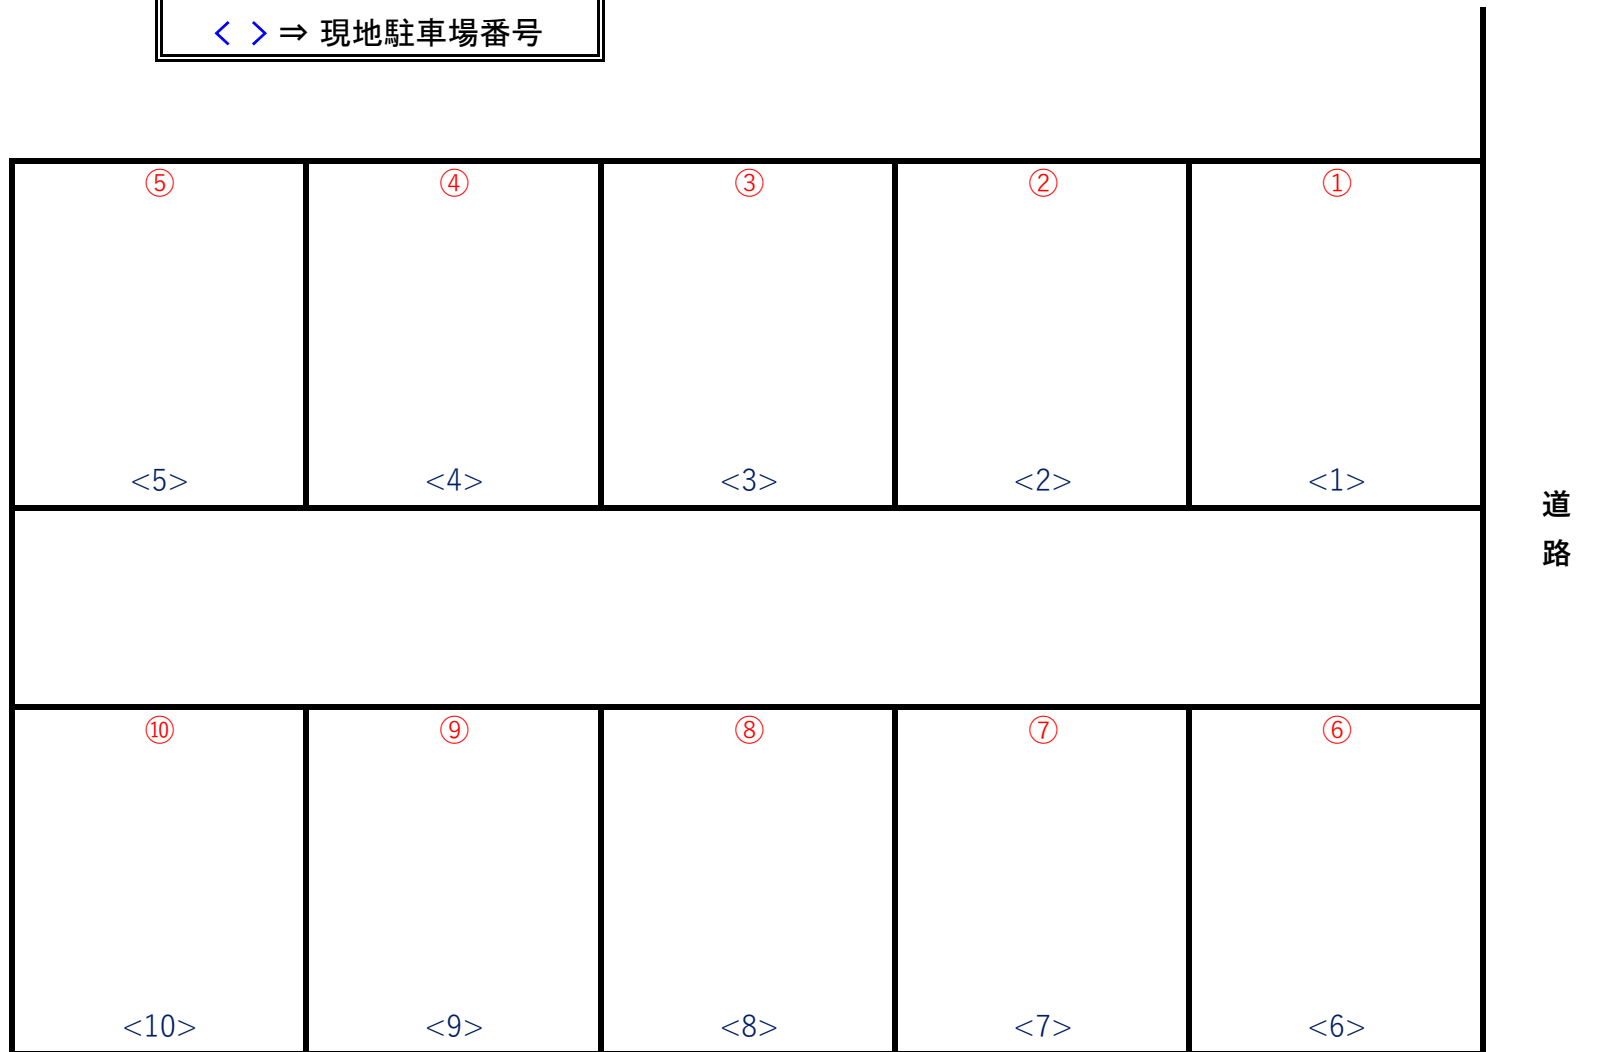 < > ⇒ 現地駐車場番号
⑤ ④ ③ ② ①
<5> <4> <3> <2> <1>
道
路
⑩ ⑨ ⑧ ⑦ ⑥
<10> <9> <8> <7> <6>